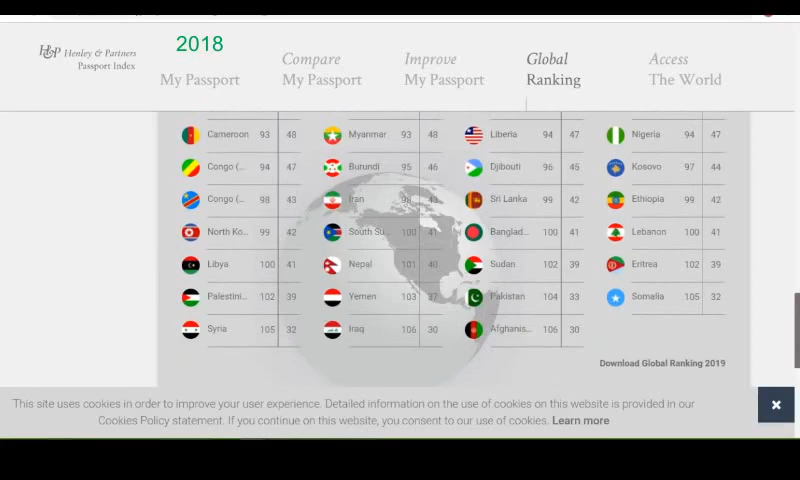 2018
H&P Henley & Partners
Passport Index
My Passport
Compare
My Passport
Improve
My Passport
Global
Ranking
Access
The World
Cameroon 93 48 Myanmar 93 48 Liberia 94 47 Nigeria 94 47
Congo (... 94 47 Burundi 95 46 Djibouti 96 45 Kosovo 97 44
Congo (... 98 43 Iran 98 43 Sri Lanka 99 42 Ethiopia 99 42
North Ko... 99 42 South Su... 100 41 Banglad... 100 41 Lebanon 100 41
Libya 100 41 Nepal 101 40 Sudan 102 39 Eritrea 102 39
Palestini... 102 39 Yemen 103 37 Pakistan 104 33 Somalia 105 32
Syria 105 32 Iraq 106 30 Afghanis... 106 30
Download Global Ranking 2019
This site uses cookies in order to improve your user experience. Detailed information on the use of cookies on this website is provided in our
Cookies Policy statement. If you continue on this website, you consent to our use of cookies. Learn more